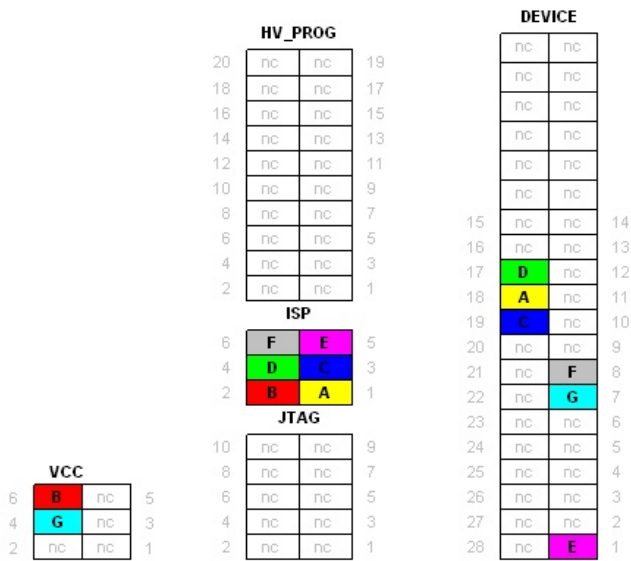 HV_PROG
20 nc nc 19
18 nc nc 17
16 nc nc 15
14 nc nc 13
12 nc nc 11
10 nc nc 9
8 nc nc 7
6 nc nc 5
4 nc nc 3
2 nc nc 1
ISP
6 F E 5
4 D C 3
2 B A 1
JTAG
10 nc nc 9
8 nc nc 7
6 nc nc 5
4 nc nc 3
2 nc nc 1
VCC
6 B nc 5
4 G nc 3
2 nc nc 1
DEVICE
nc nc
nc nc
nc nc
nc nc
nc nc
nc nc
15 nc nc 14
16 nc nc 13
17 D nc 12
18 A nc 11
19 C nc 10
20 nc nc 9
21 nc F 8
22 nc G 7
23 nc nc 6
24 nc nc 5
25 nc nc 4
26 nc nc 3
27 nc nc 2
28 nc E 1